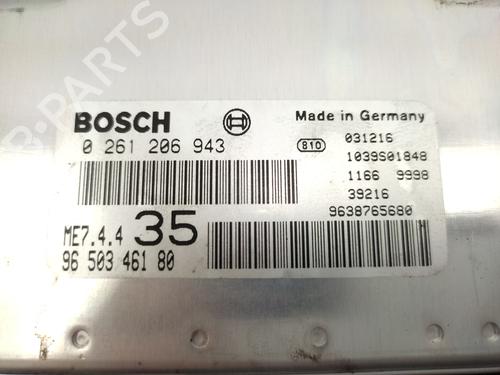 BOSCH
Made in Germany
0 261 206 943
810
031216
1039S01848
1166 9998
39216
9638765680
ME7.4.4 35
96 503 461 80
B-PARTS